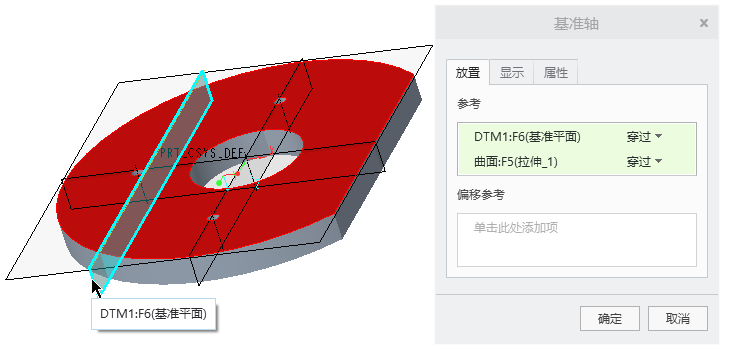 PRT_CSYS_DEF
DTM1:F6(基准平面)
基准轴
放置
显示
属性
参考
DTM1:F6(基准平面) 穿过
曲面:F5(拉伸_1) 穿过
偏移参考
单击此处添加项
确定
取消